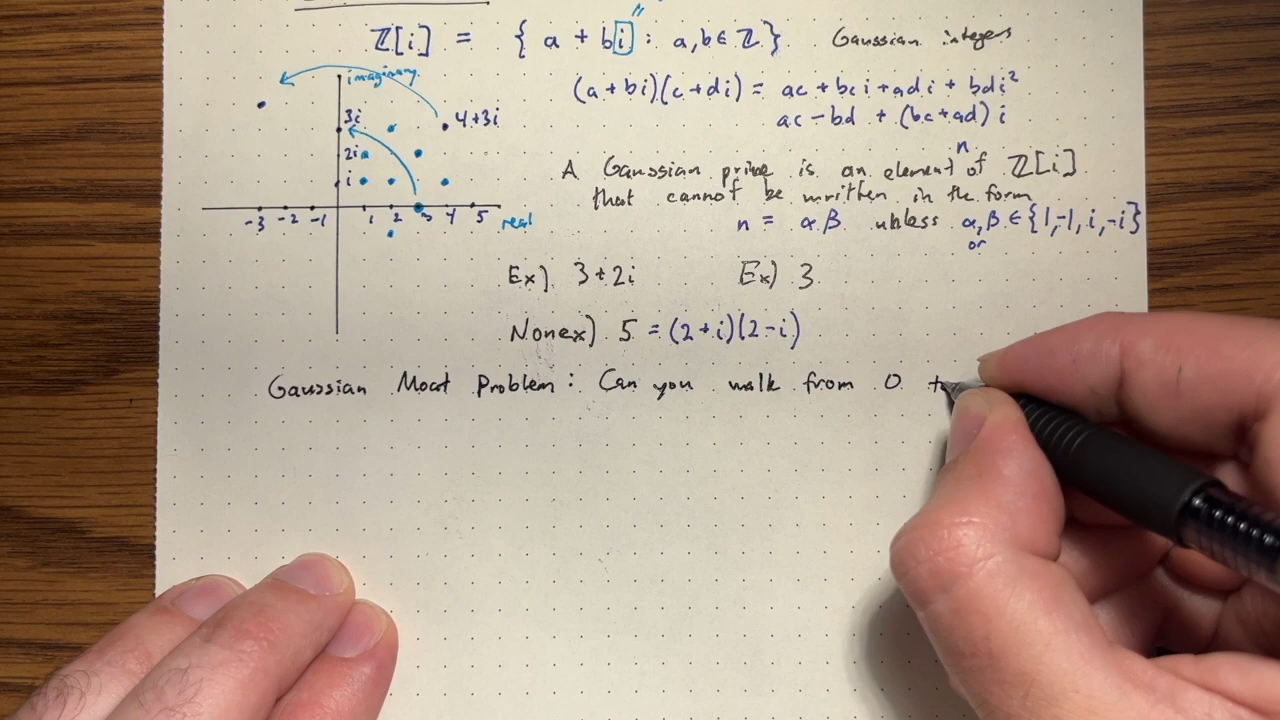 ℤ[i] = { a + bi : a,b ∈ ℤ } Gaussian integers
(a+bi)(c+di) = ac + bci + adi + bdi²
ac - bd + (bc+ad) i
imaginary
3i
4+3i
2i
i
-3 -2 -1 1 2 3 4 5 real
A Gaussian prime is an element n of ℤ[i]
that cannot be written in the form
n = αβ unless α, β ∈ {1,-1, i, -i}
or
Ex) 3+2i Ex) 3
Nonex) 5 = (2+i)(2-i)
Gaussian Moat Problem: Can you walk from 0 to